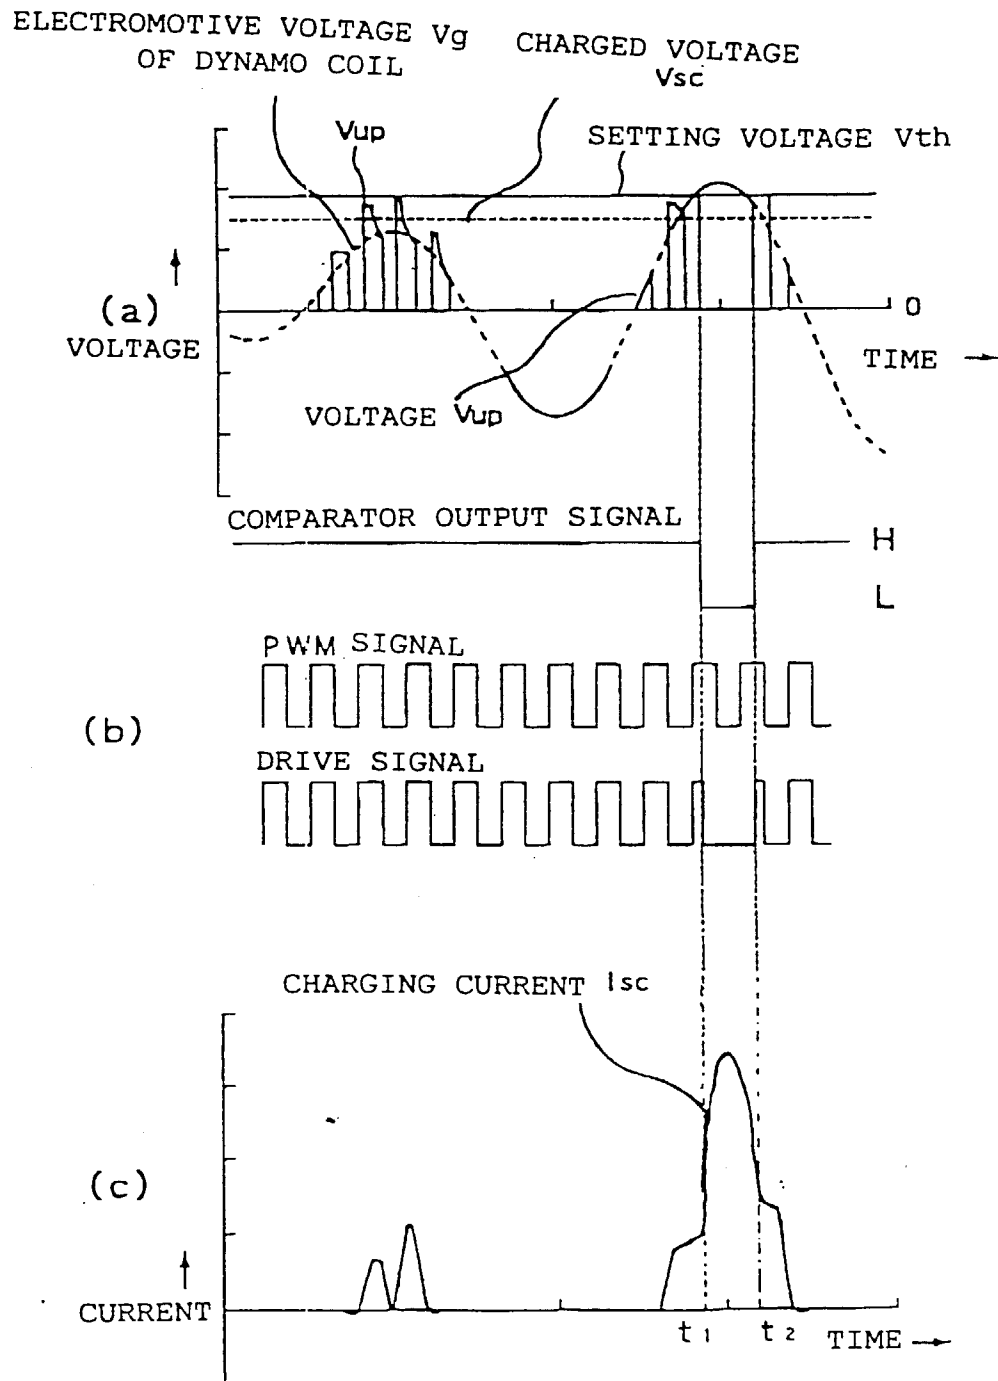 ELECTROMOTIVE VOLTAGE Vg
OF DYNAMO COIL
CHARGED VOLTAGE
Vsc
Vup
SETTING VOLTAGE Vth
(a)
VOLTAGE
0
TIME
VOLTAGE Vup
COMPARATOR OUTPUT SIGNAL
H
L
PWM SIGNAL
(b)
DRIVE SIGNAL
CHARGING CURRENT Isc
(c)
CURRENT
t1
t2
TIME